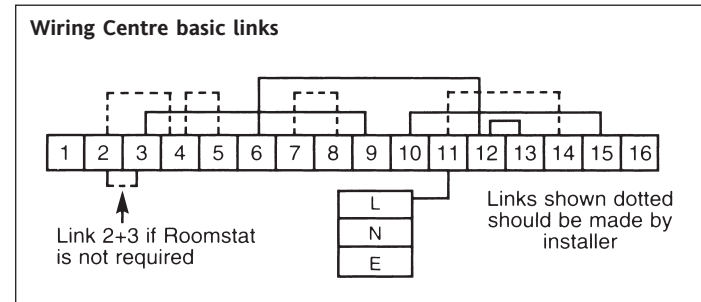 Wiring Centre basic links
1 2 3 4 5 6 7 8 9 10 11 12 13 14 15 16
L
N
E
Link 2+3 if Roomstat
is not required
Links shown dotted
should be made by
installer